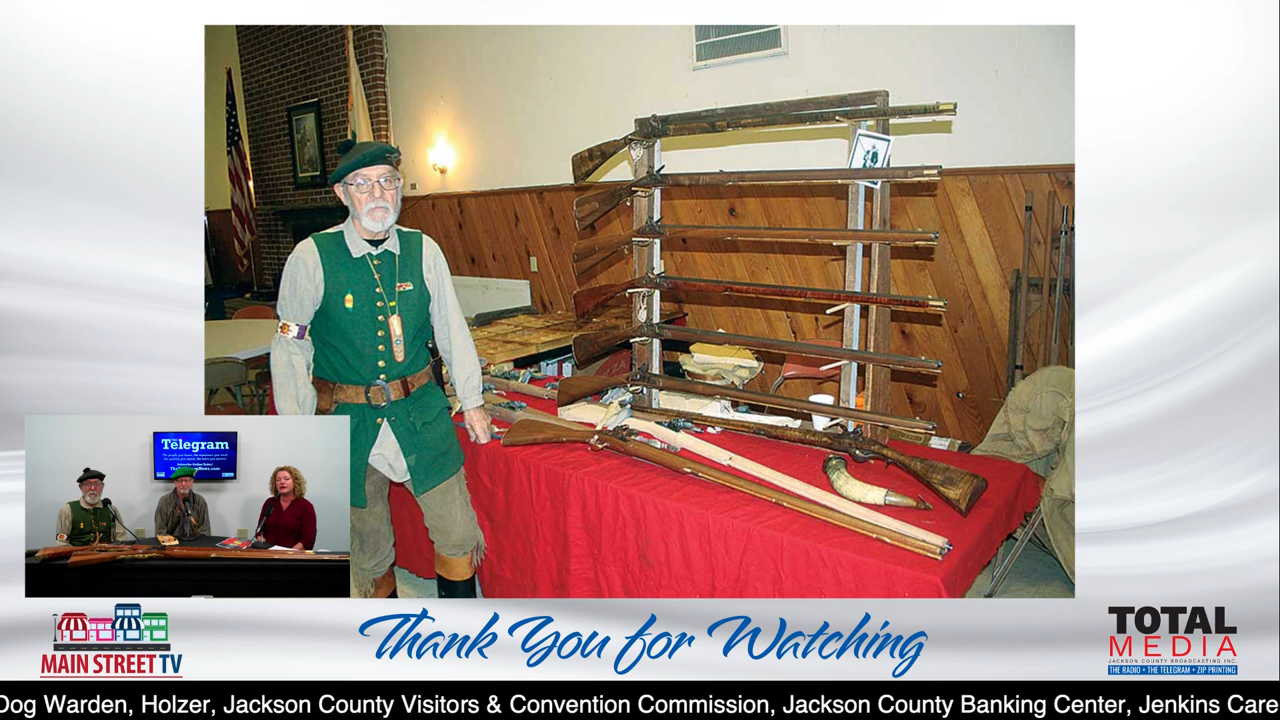 The Telegram
MAIN STREET TV
Thank You for Watching
TOTAL
MEDIA
JACKSON COUNTY BROADCASTING INC.
THE RADIO • THE TELEGRAM • ZIP PRINTING
Dog Warden, Holzer, Jackson County Visitors & Convention Commission, Jackson County Banking Center, Jenkins Care